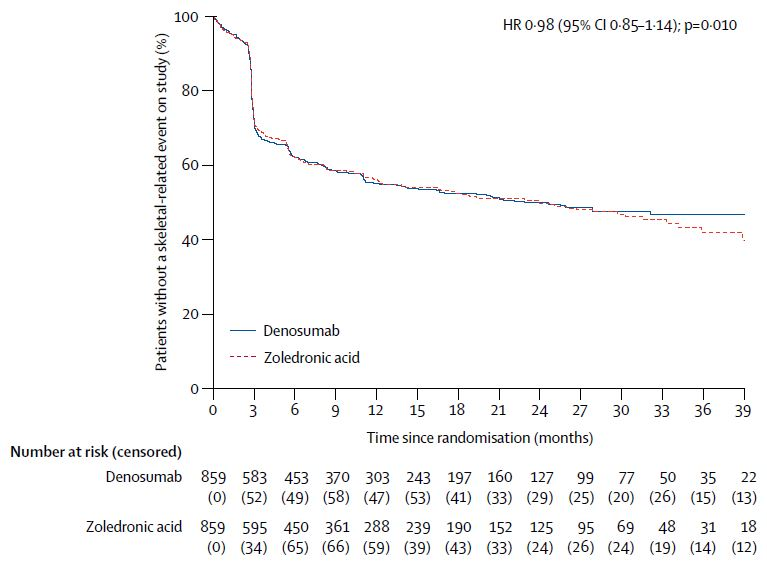 HR 0·98 (95% CI 0·85–1·14); p=0·010
Patients without a skeletal-related event on study (%)
100
80
60
40
20
0
Denosumab
Zoledronic acid
0 3 6 9 12 15 18 21 24 27 30 33 36 39
Time since randomisation (months)
Number at risk (censored)
Denosumab 859 583 453 370 303 243 197 160 127 99 77 50 35 22
(0) (52) (49) (58) (47) (53) (41) (33) (29) (25) (20) (26) (15) (13)
Zoledronic acid 859 595 450 361 288 239 190 152 125 95 69 48 31 18
(0) (34) (65) (66) (59) (39) (43) (33) (24) (26) (24) (19) (14) (12)